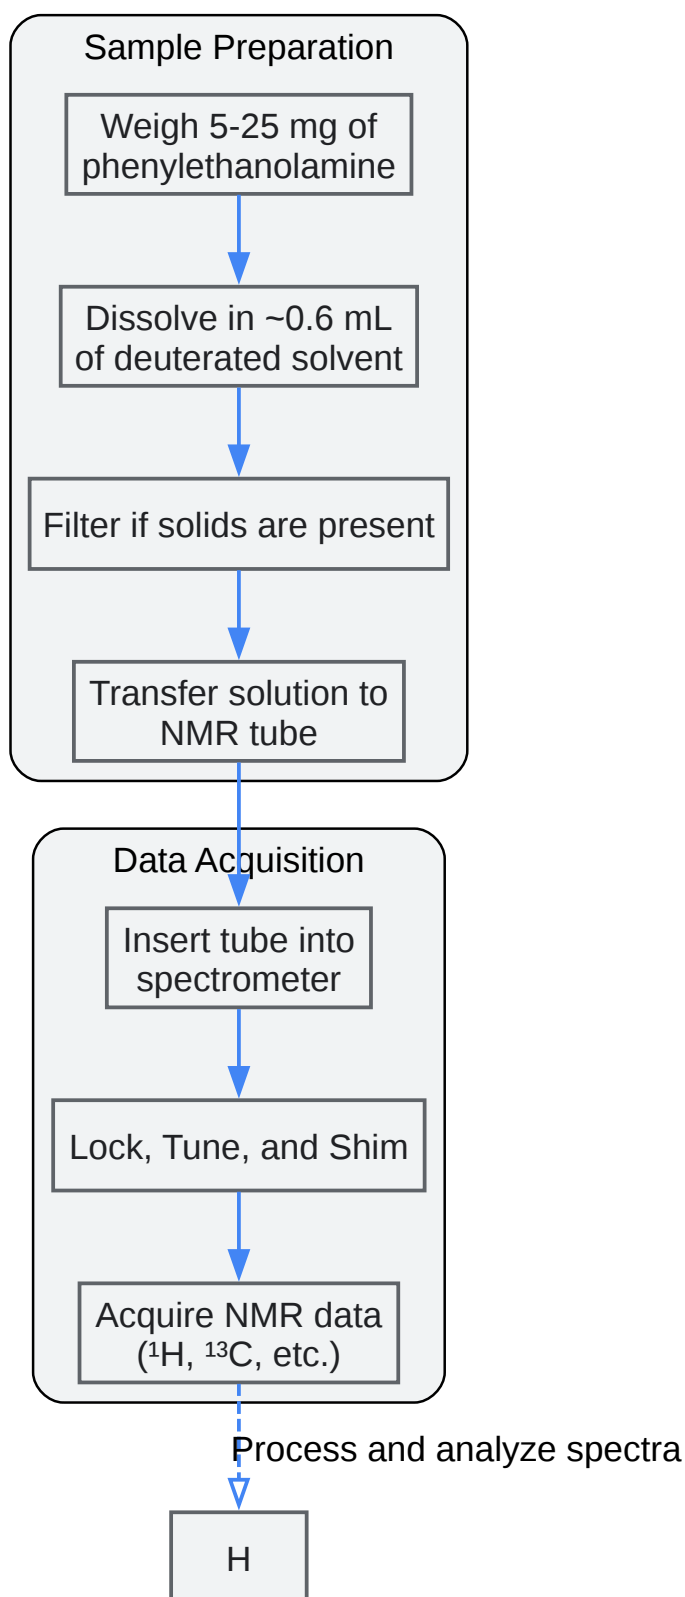 Sample Preparation
Weigh 5-25 mg of
phenylethanolamine
Dissolve in ~0.6 mL
of deuterated solvent
Filter if solids are present
Transfer solution to
NMR tube
Data Acquisition
Insert tube into
spectrometer
Lock, Tune, and Shim
Acquire NMR data
(¹H, ¹³C, etc.)
Process and analyze spectra
H